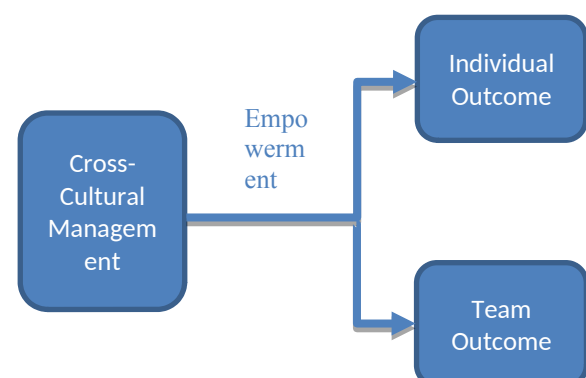 Cross-
Cultural
Managem
ent
Empo
werm
ent
Individual
Outcome
Team
Outcome